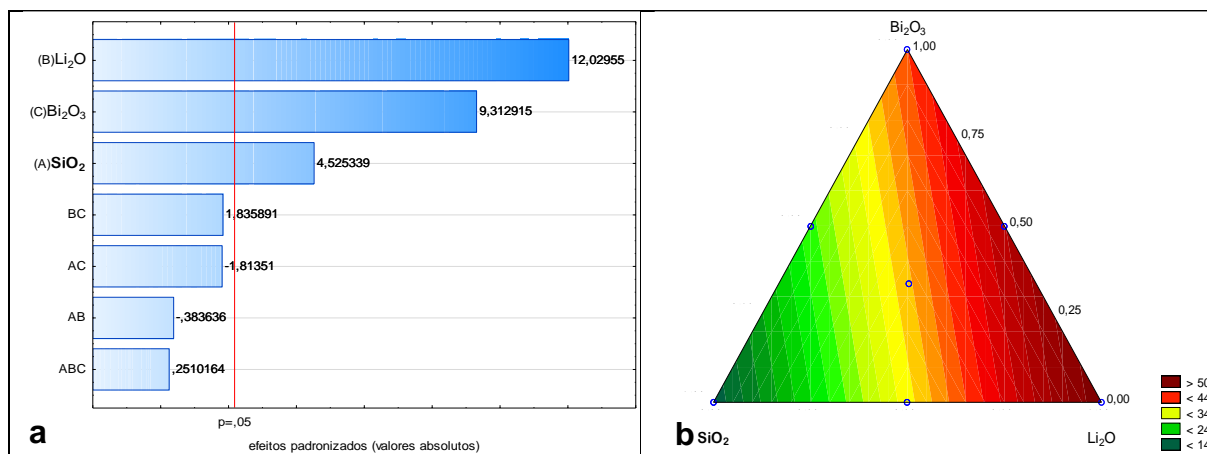 (B)Li₂O
12,02955
(C)Bi₂O₃
9,312915
(A)SiO₂
4,525339
BC
1,835891
AC
-1,81351
AB
-,383636
ABC
,2510164
p=,05
efeitos padronizados (valores absolutos)
a
Bi₂O₃
1,00
0,75
0,50
0,25
0,00
SiO₂
Li₂O
b
> 50
< 44
< 34
< 24
< 14